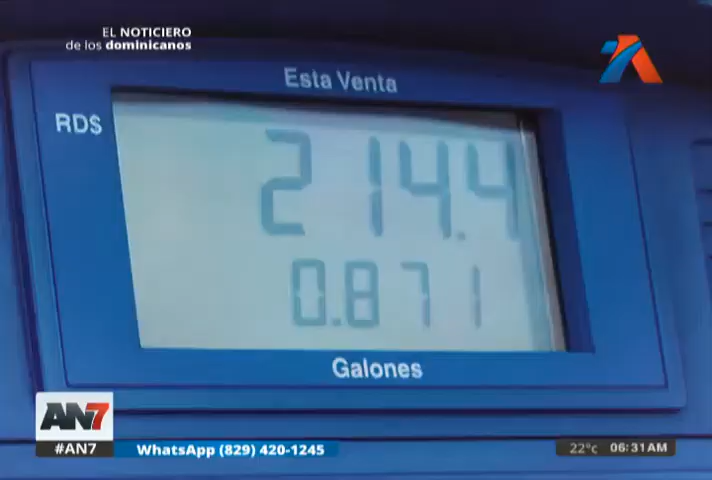 EL NOTICIERO
de los dominicanos
Esta Venta
RD$
214.4
0.871
Galones
AN7
#AN7
WhatsApp (829) 420-1245
22°c 06:31AM